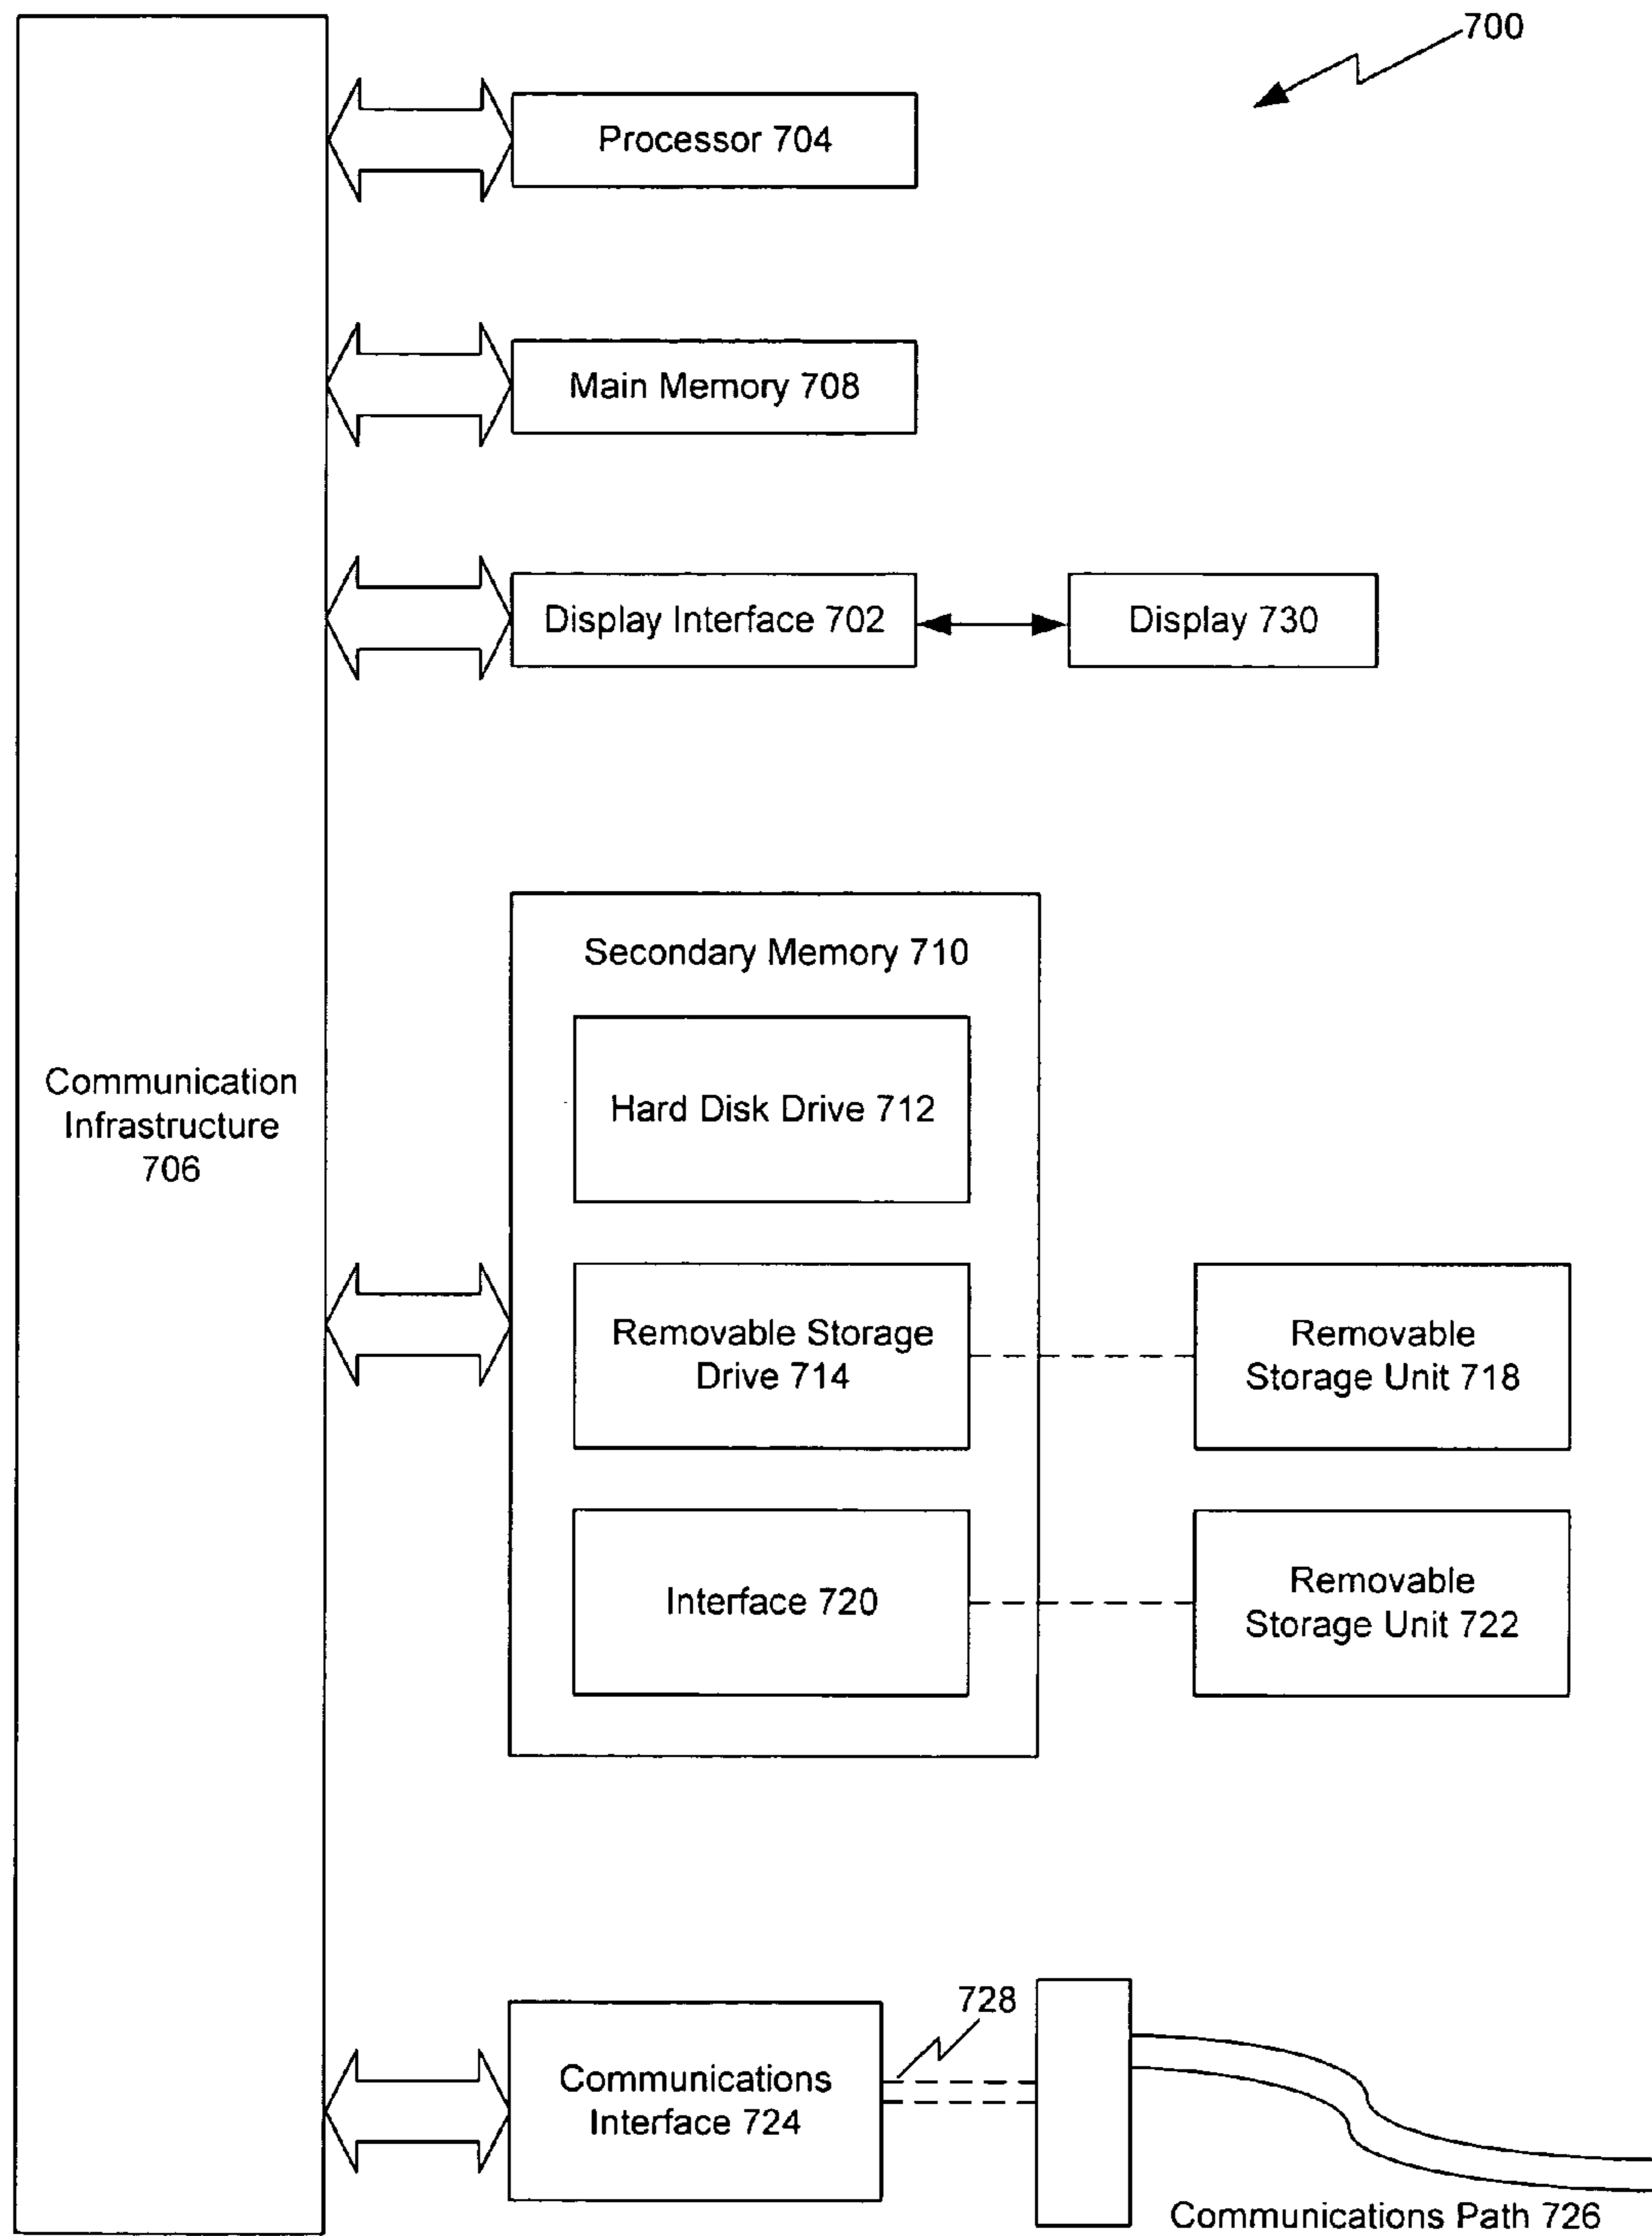 700
Processor 704
Main Memory 708
Display Interface 702
Display 730
Secondary Memory 710
Hard Disk Drive 712
Communication
Infrastructure
706
Removable Storage
Drive 714
Removable
Storage Unit 718
Interface 720
Removable
Storage Unit 722
728
Communications
Interface 724
Communications Path 726